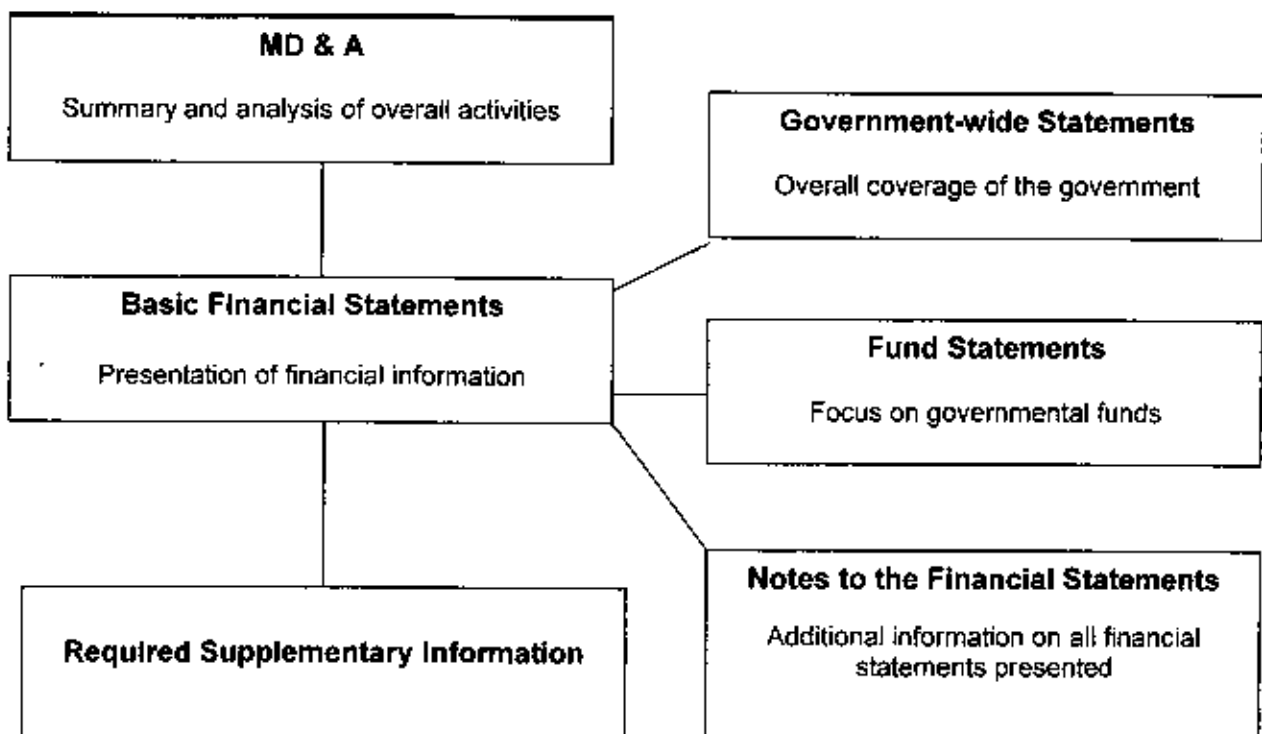 MD & A
Summary and analysis of overall activities
Government-wide Statements
Overall coverage of the government
Basic Financial Statements
Presentation of financial information
Fund Statements
Focus on governmental funds
Notes to the Financial Statements
Additional information on all financial
statements presented
Required Supplementary Information